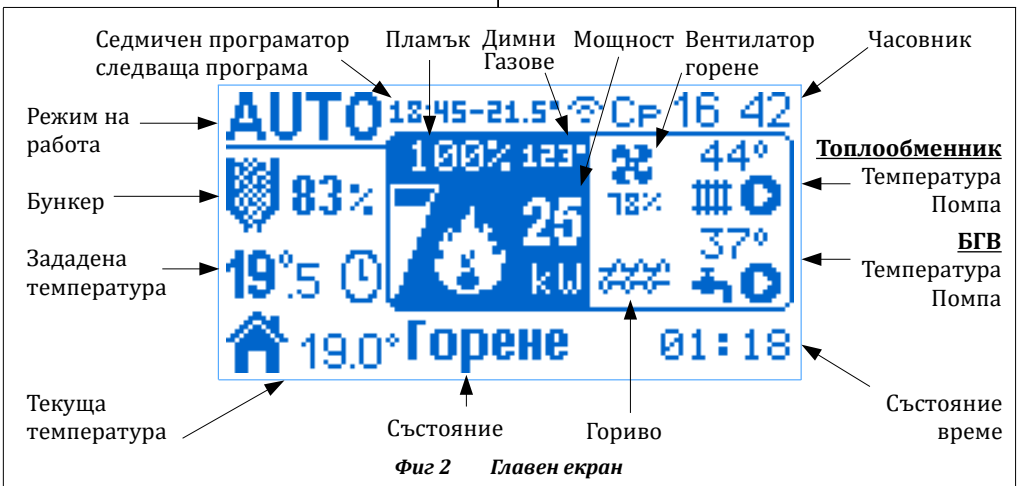 Седмичен програматор
следваща програма
Пламък
Димни
Газове
Мощност
Вентилатор
горене
Часовник
Режим на
работа
Бункер
Зададена
температура
Текуща
температура
AUTO
18:45-21.5°
Ср 16 42
100%
123°
44°
83%
78%
25
kW
37°
19°.5
19.0°
Горене
01:18
Топлообменник
Температура
Помпа
БГВ
Температура
Помпа
Състояние
Гориво
Състояние
време
Фиг 2 Главен екран